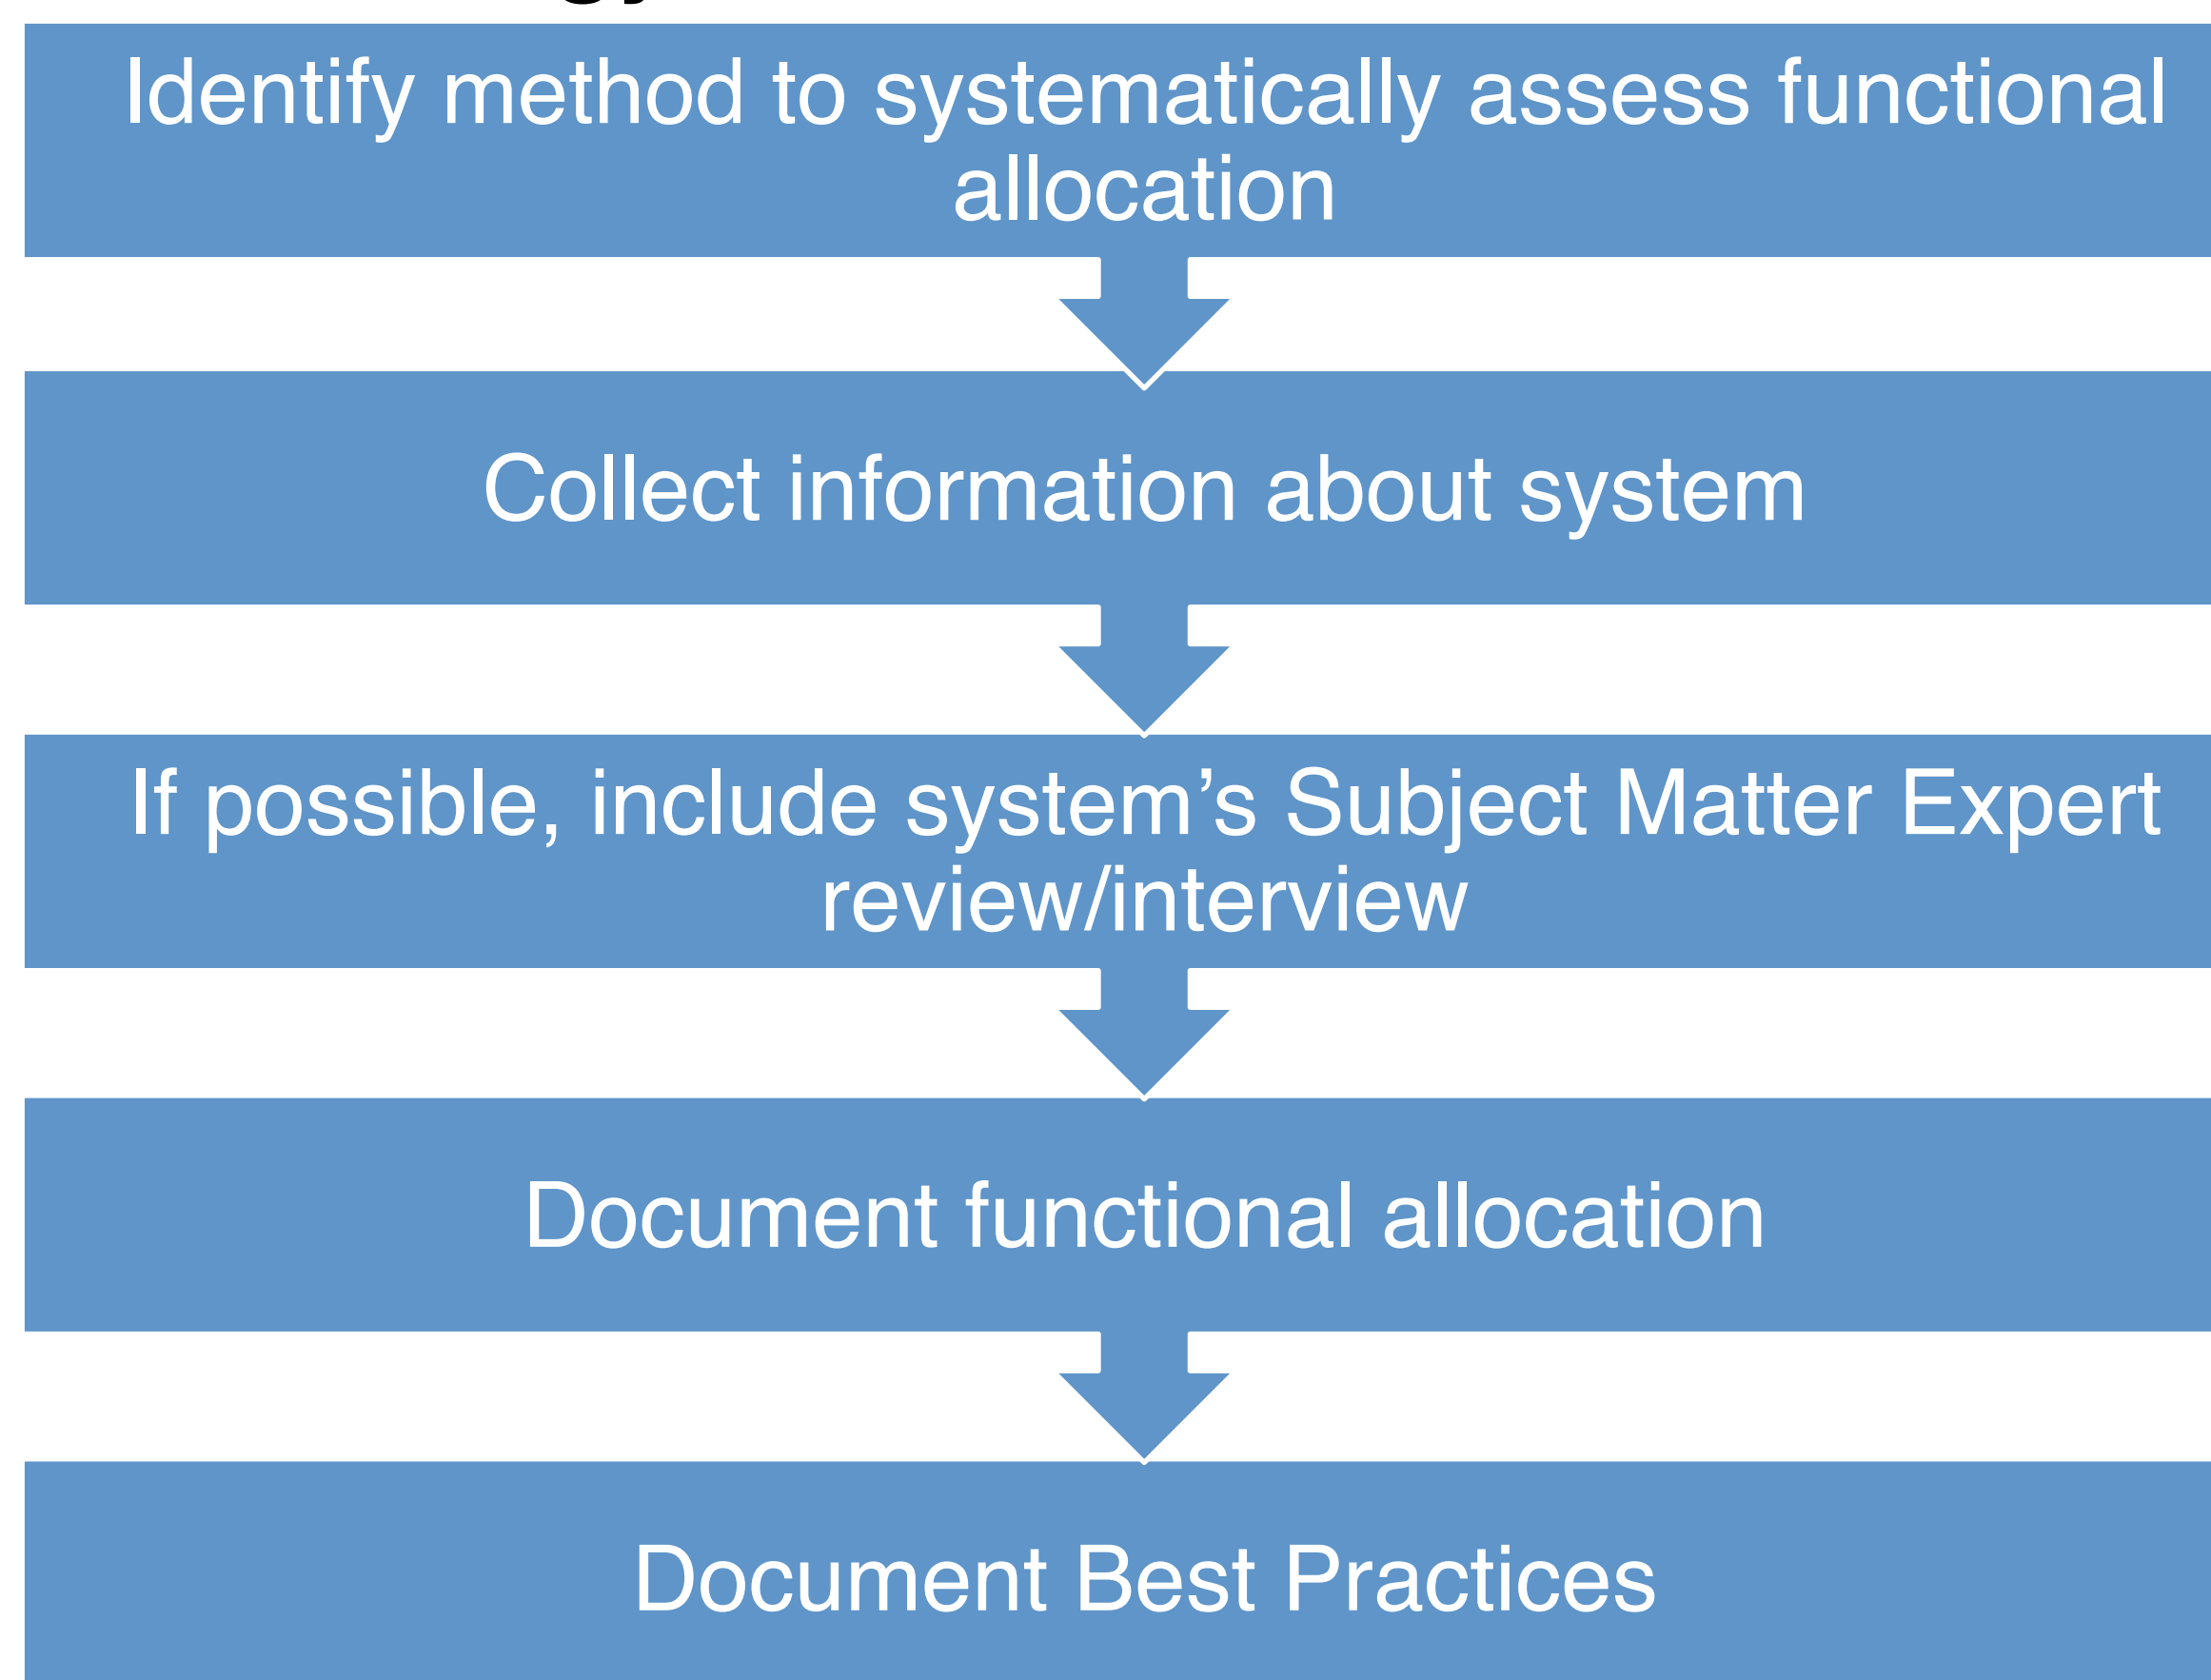 Identify method to systematically assess functional
allocation
Collect information about system
If possible, include system’s Subject Matter Expert
review/interview
Document functional allocation
Document Best Practices